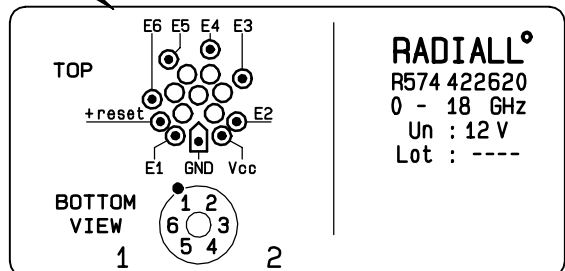 E6 E5 E4 E3
TOP
+reset
E2
E1 GND Vcc
BOTTOM
VIEW
1 2
6 3
5 4
1 2
RADIALL°
R574 422620
0 - 18 GHz
Un : 12 V
Lot : ----